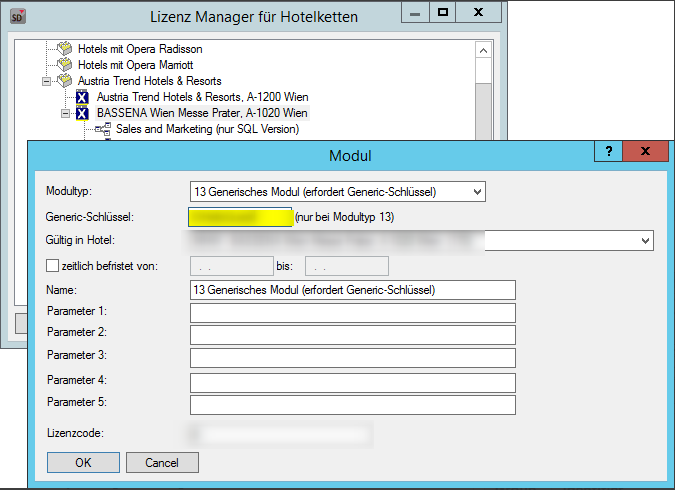 SD
Lizenz Manager für Hotelketten
Hotels mit Opera Radisson
Hotels mit Opera Marriott
Austria Trend Hotels & Resorts
Austria Trend Hotels & Resorts, A-1200 Wien
BASSENA Wien Messe Prater, A-1020 Wien
Sales and Marketing (nur SQL Version)
Modul
?
Modultyp: 13 Generisches Modul (erfordert Generic-Schlüssel)
Generic-Schlüssel: (nur bei Modultyp 13)
Gültig in Hotel:
zeitlich befristet von: . . bis: . .
Name: 13 Generisches Modul (erfordert Generic-Schlüssel)
Parameter 1:
Parameter 2:
Parameter 3:
Parameter 4:
Parameter 5:
Lizenzcode:
OK Cancel